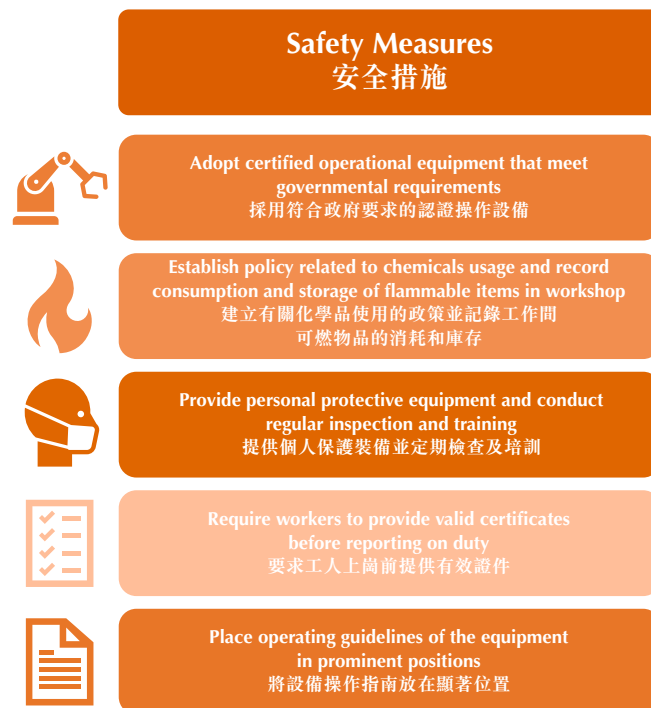 Safety Measures
安全措施
Adopt certified operational equipment that meet
governmental requirements
採用符合政府要求的認證操作設備
Establish policy related to chemicals usage and record
consumption and storage of flammable items in workshop
建立有關化學品使用的政策並記錄工作間
可燃物品的消耗和庫存
Provide personal protective equipment and conduct
regular inspection and training
提供個人保護裝備並定期檢查及培訓
Require workers to provide valid certificates
before reporting on duty
要求工人上崗前提供有效證件
Place operating guidelines of the equipment
in prominent positions
將設備操作指南放在顯著位置